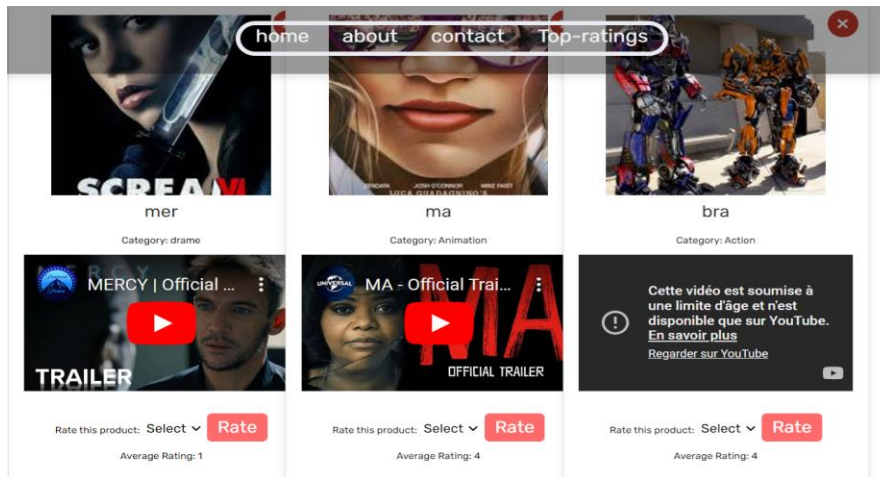 home about contact Top-ratings
SCREAM VI
mer
Category: drame
MERCY | Official ...
TRAILER
Rate this product: Select Rate
Average Rating: 1
ZENDAYA JOSH O'CONNOR MIKE FAIST
LUCA GUADAGNINO'S
ma
Category: Animation
UNIVERSAL
MA - Official Trai...
MA
OFFICIAL TRAILER
Rate this product: Select Rate
Average Rating: 4
bra
Category: Action
Cette vidéo est soumise à
une limite d'âge et n'est
disponible que sur YouTube.
En savoir plus
Regarder sur YouTube
Rate this product: Select Rate
Average Rating: 4